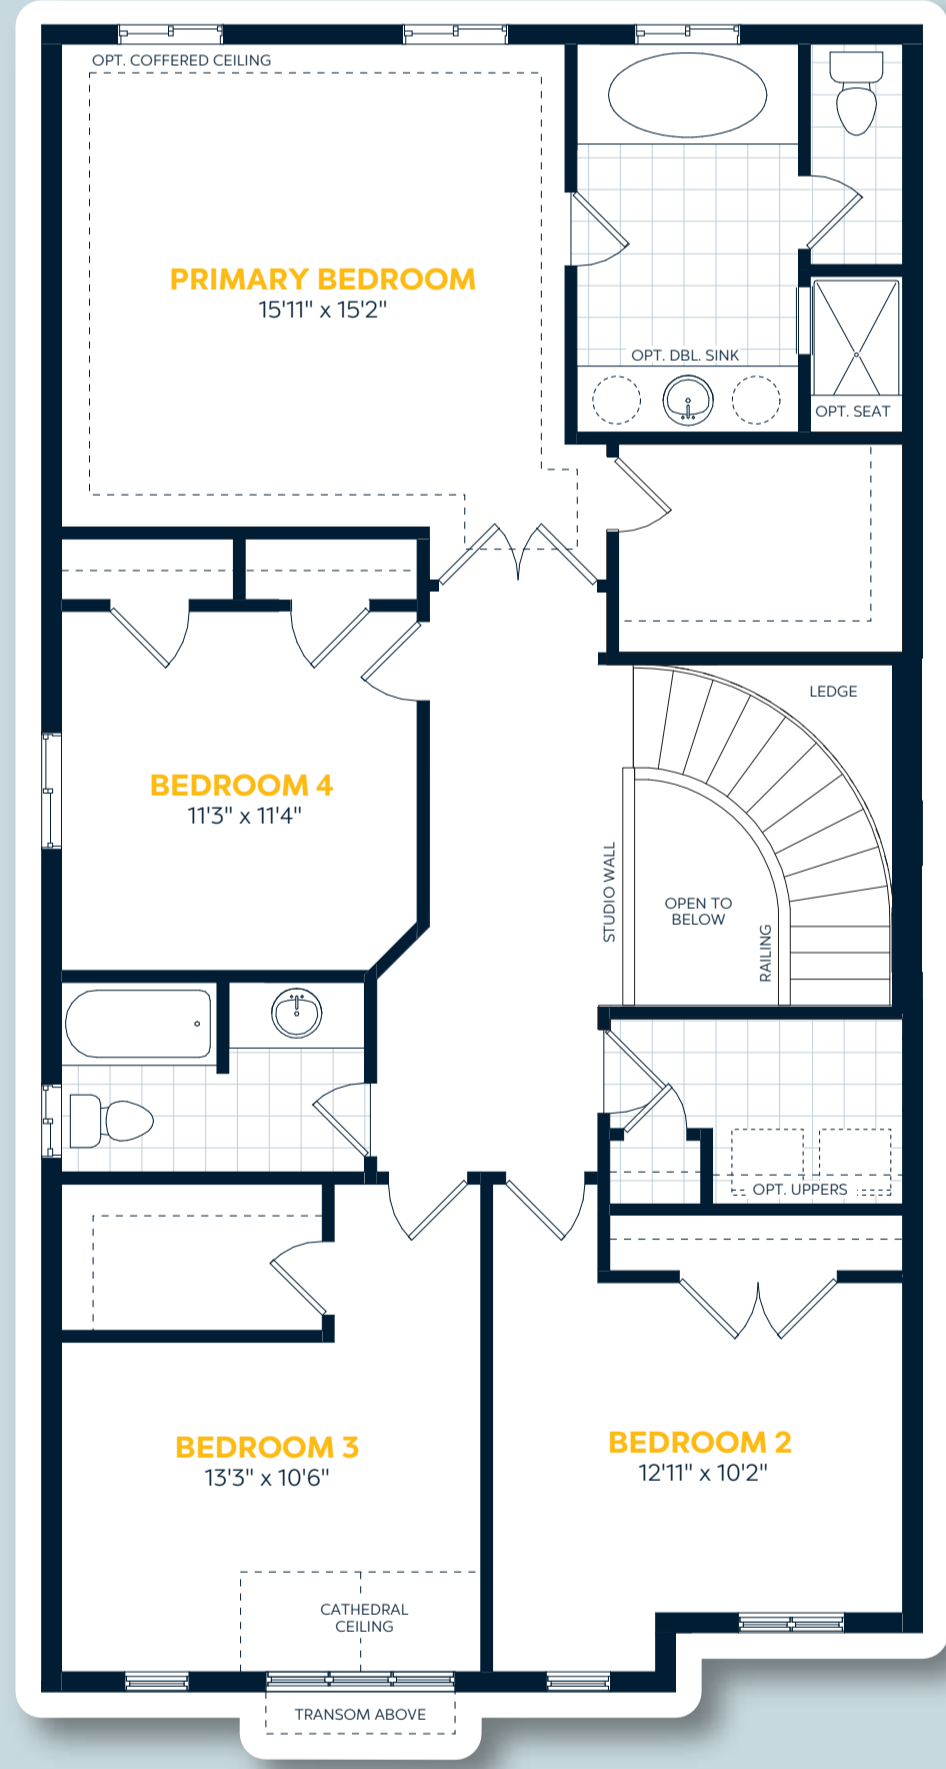 OPT. COFFERED CEILING
PRIMARY BEDROOM
15'11" x 15'2"
OPT. DBL. SINK
OPT. SEAT
LEDGE
BEDROOM 4
11'3" x 11'4"
STUDIO WALL
OPEN TO
BELOW
RAILING
OPT. UPPERS
BEDROOM 3
13'3" x 10'6"
BEDROOM 2
12'11" x 10'2"
CATHEDRAL
CEILING
TRANSOM ABOVE